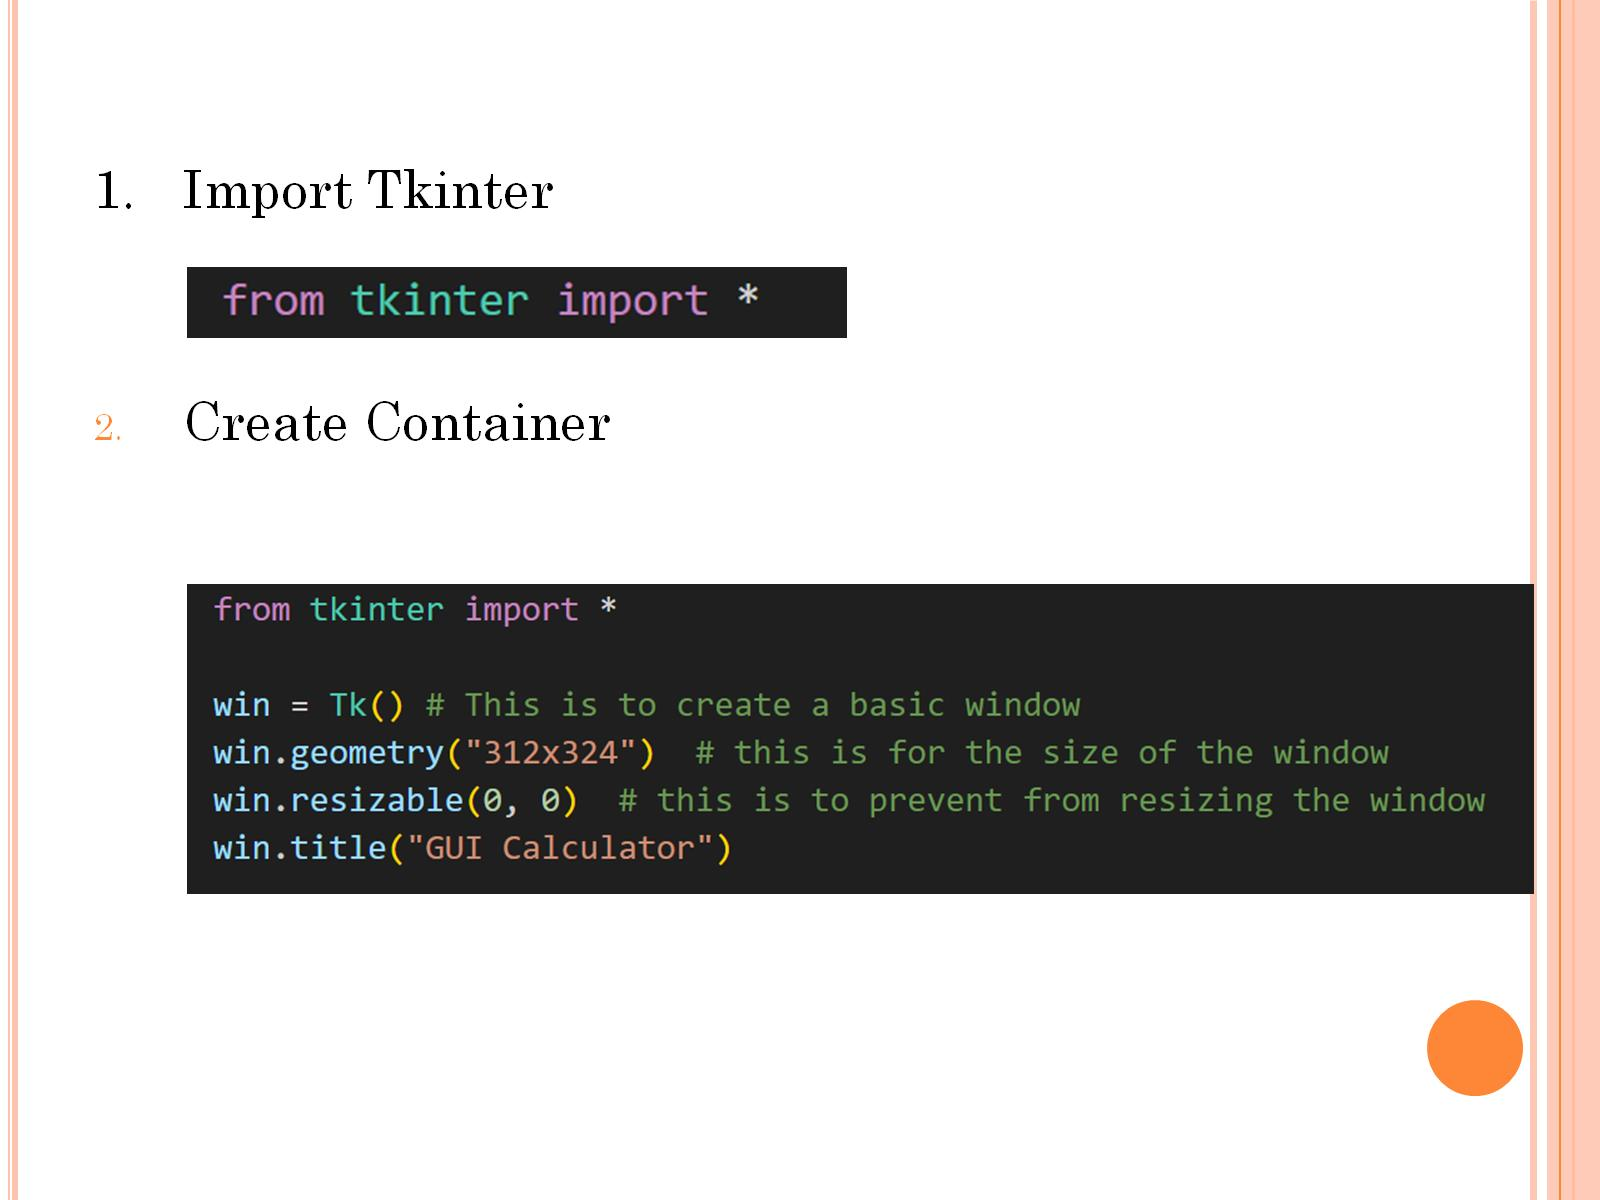 1. Import Tkinter
from tkinter import *
2. Create Container
from tkinter import *
win = Tk() # This is to create a basic window
win.geometry("312x324")  # this is for the size of the window
win.resizable(0, 0)  # this is to prevent from resizing the window
win.title("GUI Calculator")